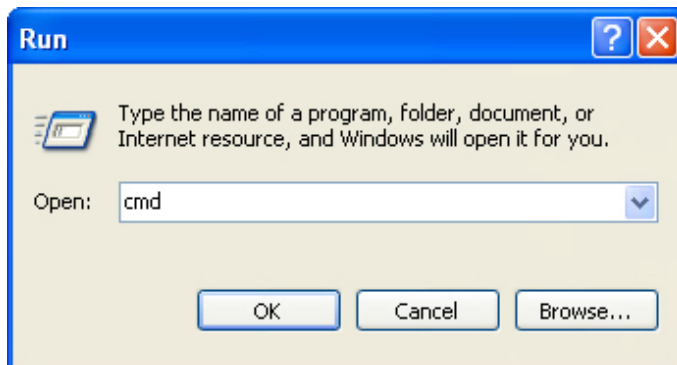 Run
Type the name of a program, folder, document, or
Internet resource, and Windows will open it for you.
Open: cmd
OK Cancel Browse...